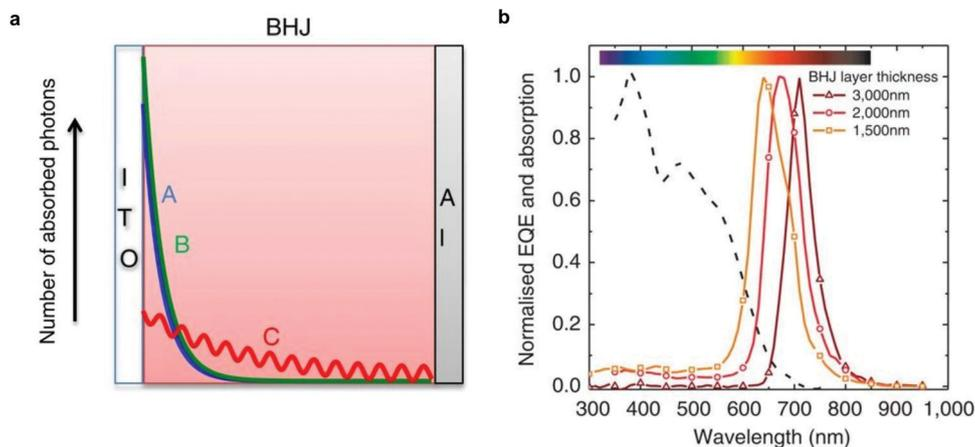 a
BHJ
Number of absorbed photons
I
T
O
A
B
C
A
l
b
Normalised EQE and absorption
1.0
0.8
0.6
0.4
0.2
0.0
BHJ layer thickness
3,000nm
2,000nm
1,500nm
300 400 500 600 700 800 900 1,000
Wavelength (nm)